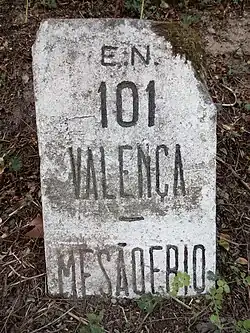 E.N.
101
VALENÇA
-
MESÃOFRIO